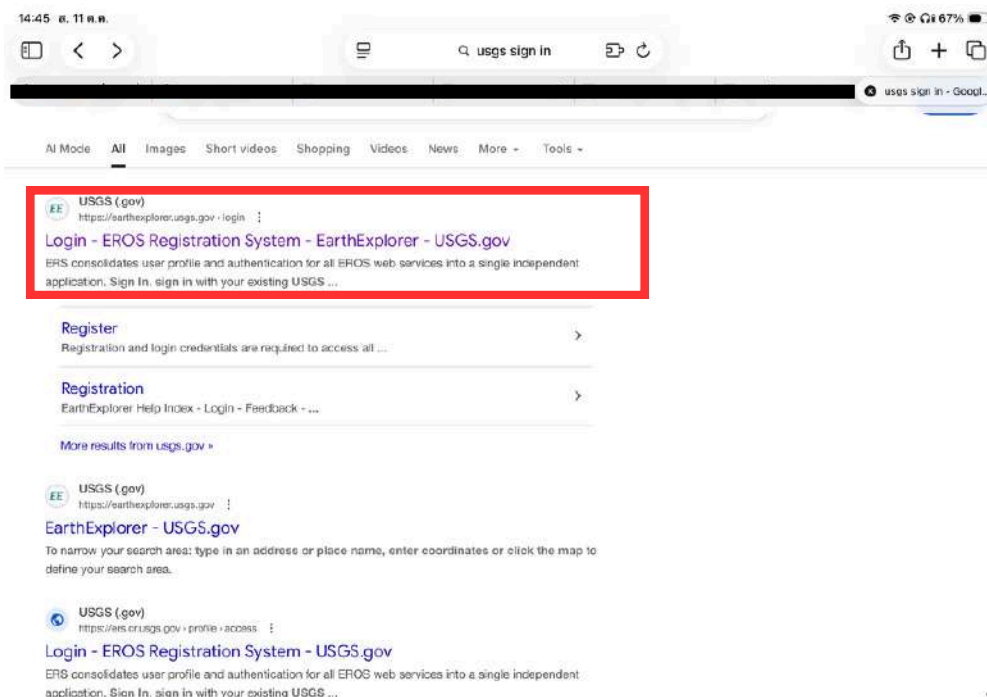 14:45 ส. 11 ต.ค.
67%
usgs sign in
usgs sign in - Googl...
AI Mode All Images Short videos Shopping Videos News More Tools
EE USGS (.gov)
https://earthexplorer.usgs.gov › login
Login - EROS Registration System - EarthExplorer - USGS.gov
ERS consolidates user profile and authentication for all EROS web services into a single independent
application. Sign In. sign in with your existing USGS ...
Register
Registration and login credentials are required to access all ...
Registration
EarthExplorer Help Index - Login - Feedback - ...
More results from usgs.gov »
EE USGS (.gov)
https://earthexplorer.usgs.gov
EarthExplorer - USGS.gov
To narrow your search area: type in an address or place name, enter coordinates or click the map to
define your search area.
USGS (.gov)
https://ers.cr.usgs.gov › profile › access
Login - EROS Registration System - USGS.gov
ERS consolidates user profile and authentication for all EROS web services into a single independent
application. Sign In. sign in with your existing USGS ...